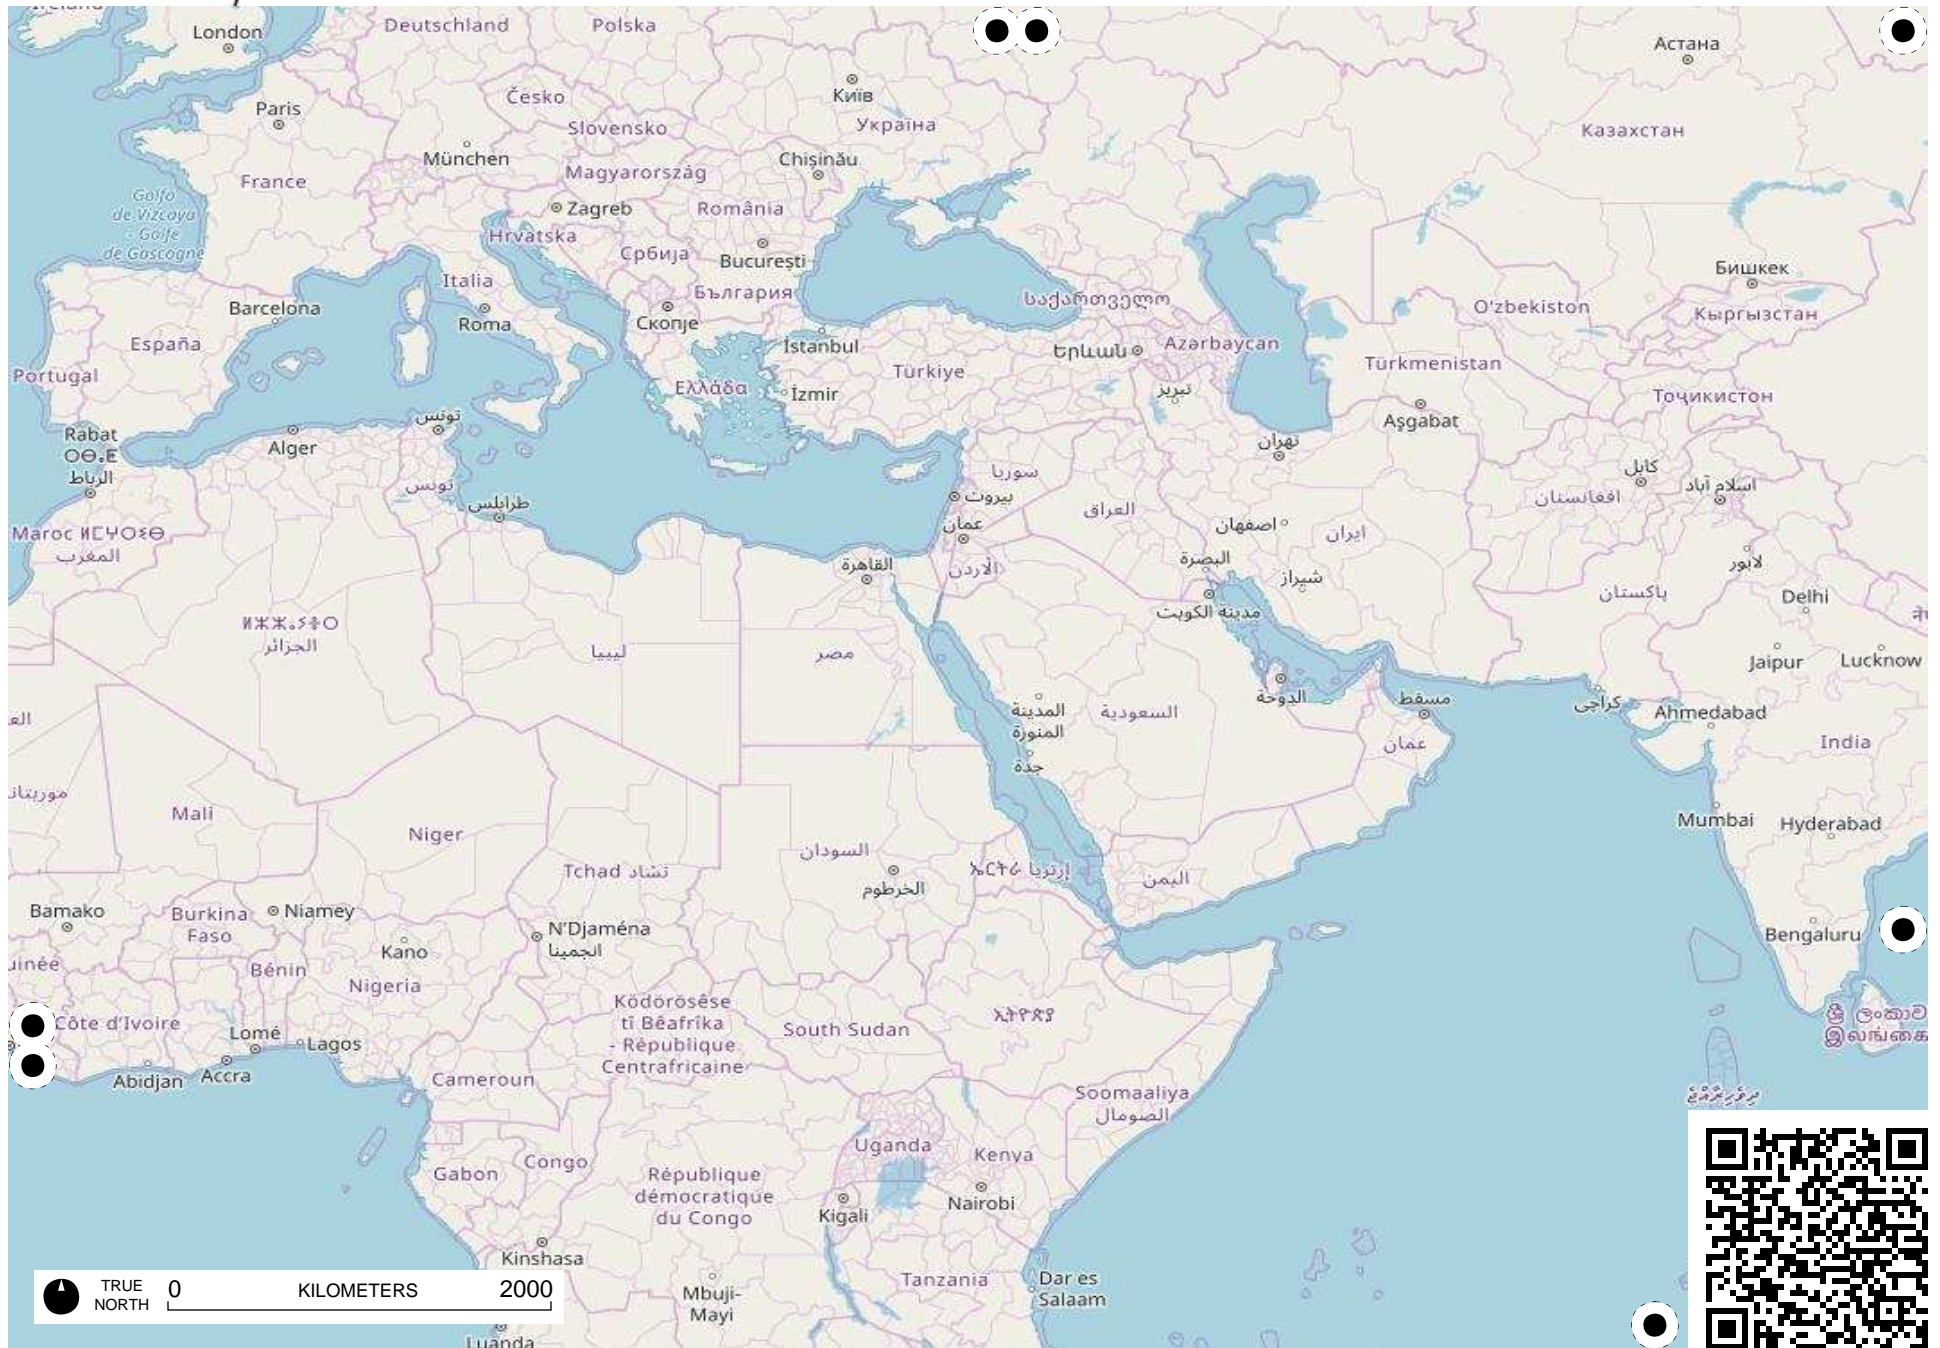 London
Deutschland
Polska
Астана
Paris
Česko
Київ
Україна
Slovensko
Казахстан
München
Chișinău
France
Magyarország
Golfo
de Vizcaya
- Golfe
de Gascogne
Zagreb
România
Hrvatska
Србија
București
Бишкек
Italia
България
საქართველო
O'zbekiston
Кыргызстан
Barcelona
Roma
Скопје
España
İstanbul
Երևան
Azərbaycan
Türkmenistan
Portugal
Ελλάδα
Türkiye
İzmir
تبریز
Тоҷикистон
تونس
Aşgabat
Rabat
ⵔⴱⴰⵟ
الرباط
Alger
تهران
كابل
اسلام آباد
تونس
سوريا
افغانستان
طرابلس
بيروت
العراق
عمان
اصفهان
ایران
Maroc ⵍⵎⵖⵔⵉⴱ
المغرب
القاهرة
الأردن
البصرة
شیراز
لاہور
پاکستان
Delhi
مدينة الكويت
ⵍⵣⵣⴰⵢⴻⵔ
الجزائر
ليبيا
مصر
Jaipur
Lucknow
المدينة
المنورة
السعودية
الدوحة
مسقط
کراچی
Ahmedabad
عمان
India
جدة
Mali
Niger
Mumbai
Hyderabad
السودان
Tchad تشاد
ኤርትራ إرتريا
اليمن
الخرطوم
Bamako
Burkina
Faso
Niamey
N'Djaména
انجمينا
Kano
Bengaluru
Bénin
Nigeria
Ködörösêse
tî Bêafrîka
- République
Centrafricaine
South Sudan
ኢትዮጵያ
Côte d'Ivoire
Lomé
Lagos
Abidjan
Accra
Cameroun
Soomaaliya
الصومال
ދިވެހިރާއްޖެ
Uganda
Kenya
Gabon
Congo
République
démocratique
du Congo
Kigali
Nairobi
Kinshasa
Tanzania
Mbuji-
Mayi
Dar es
Salaam
TRUE
NORTH
0 KILOMETERS 2000
Luanda